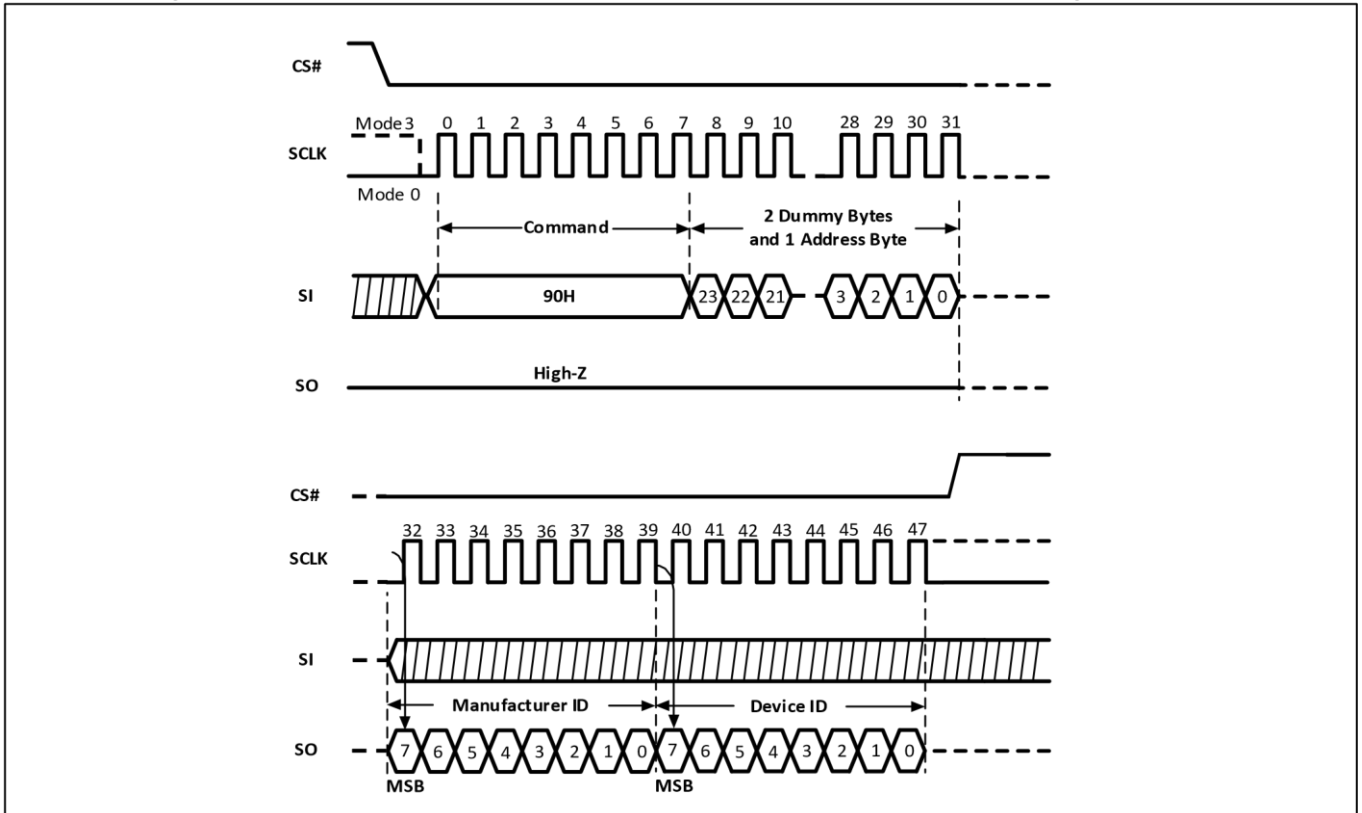 CS#
Mode 3 0 1 2 3 4 5 6 7 8 9 10 28 29 30 31
SCLK
Mode 0
Command
2 Dummy Bytes
and 1 Address Byte
SI 90H 23 22 21 3 2 1 0
High-Z
SO
CS#
32 33 34 35 36 37 38 39 40 41 42 43 44 45 46 47
SCLK
SI
Manufacturer ID Device ID
SO 7 6 5 4 3 2 1 0 7 6 5 4 3 2 1 0
MSB MSB